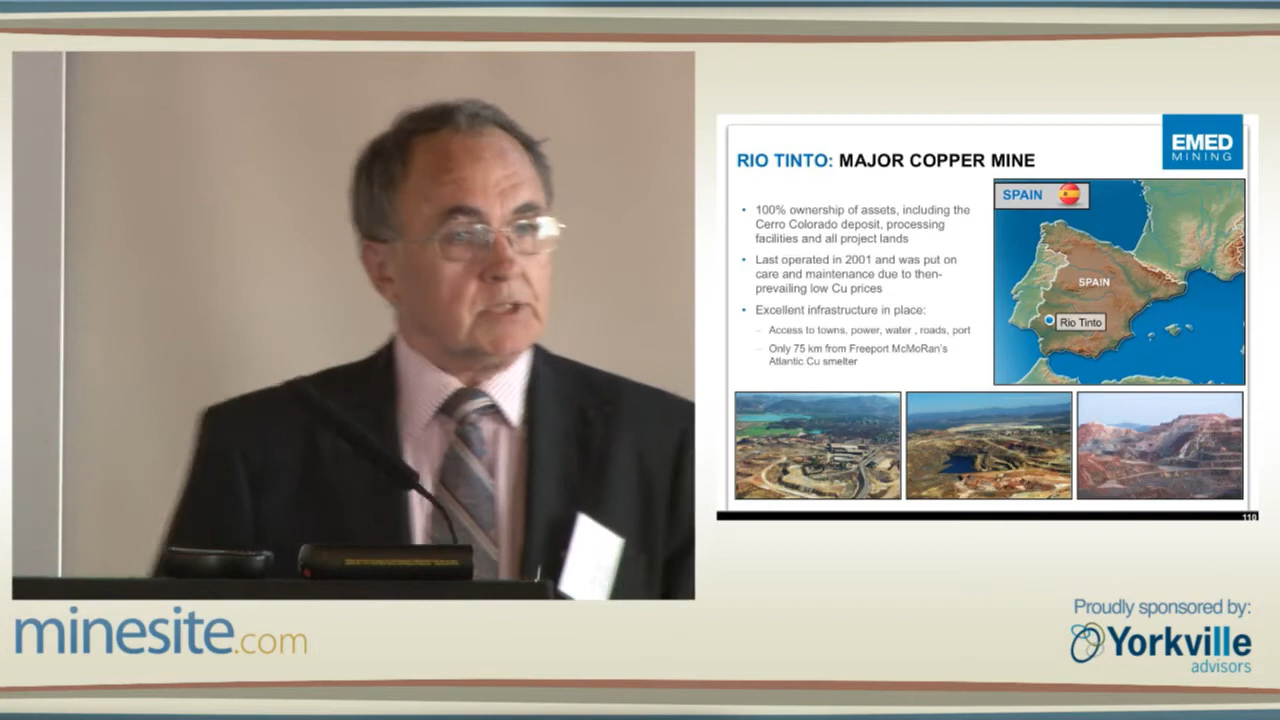 EMED
MINING
RIO TINTO: MAJOR COPPER MINE
• 100% ownership of assets, including the
Cerro Colorado deposit, processing
facilities and all project lands
• Last operated in 2001 and was put on
care and maintenance due to then-
prevailing low Cu prices
• Excellent infrastructure in place:
– Access to towns, power, water , roads, port
– Only 75 km from Freeport McMoRan's
Atlantic Cu smelter
SPAIN
SPAIN
Rio Tinto
110
minesite.com
Proudly sponsored by:
Yorkville
advisors